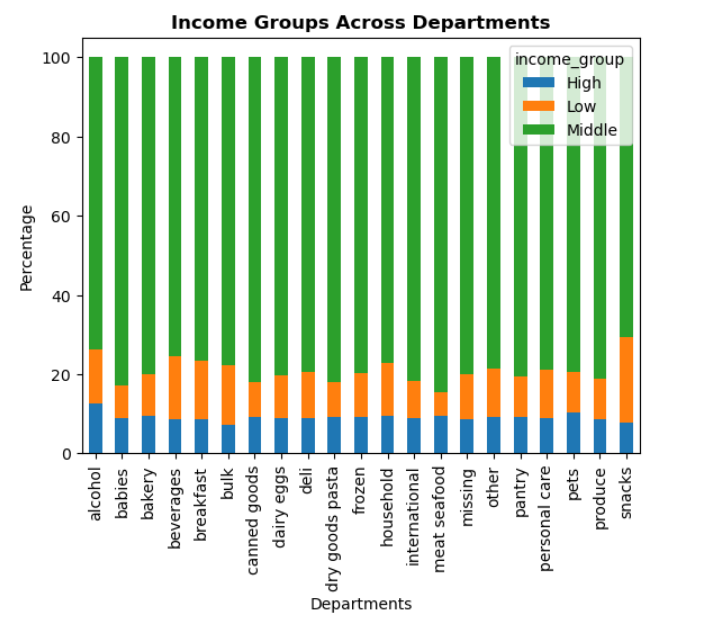 Income Groups Across Departments
income_group
High
Low
Middle
100
80
60
40
20
0
Percentage
alcohol
babies
bakery
beverages
breakfast
bulk
canned goods
dairy eggs
deli
dry goods pasta
frozen
household
international
meat seafood
missing
other
pantry
personal care
pets
produce
snacks
Departments